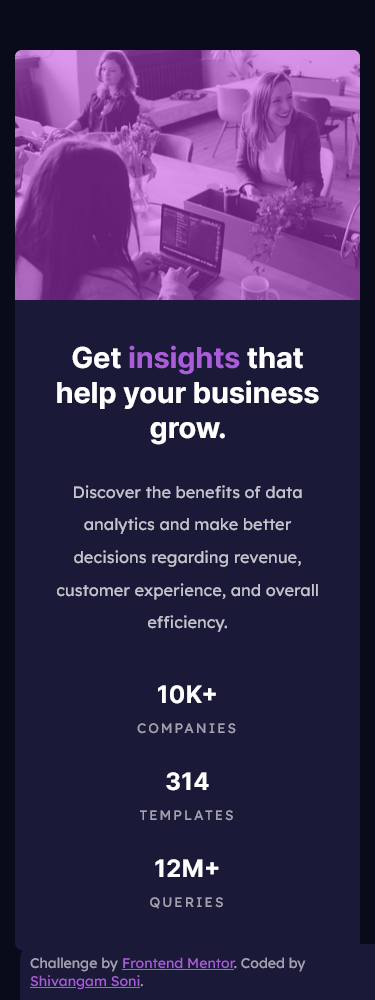 Get insights that
help your business
grow.
Discover the benefits of data
analytics and make better
decisions regarding revenue,
customer experience, and overall
efficiency.
10K+
COMPANIES
314
TEMPLATES
12M+
QUERIES
Challenge by Frontend Mentor. Coded by
Shivangam Soni.